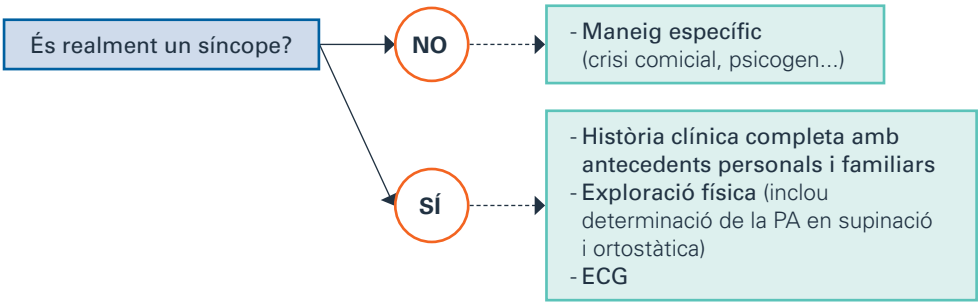 És realment un síncope?
NO
- Maneig específic
(crisi comicial, psicogen...)
SÍ
- Història clínica completa amb
antecedents personals i familiars
- Exploració física (inclou
determinació de la PA en supinació
i ortostàtica)
- ECG